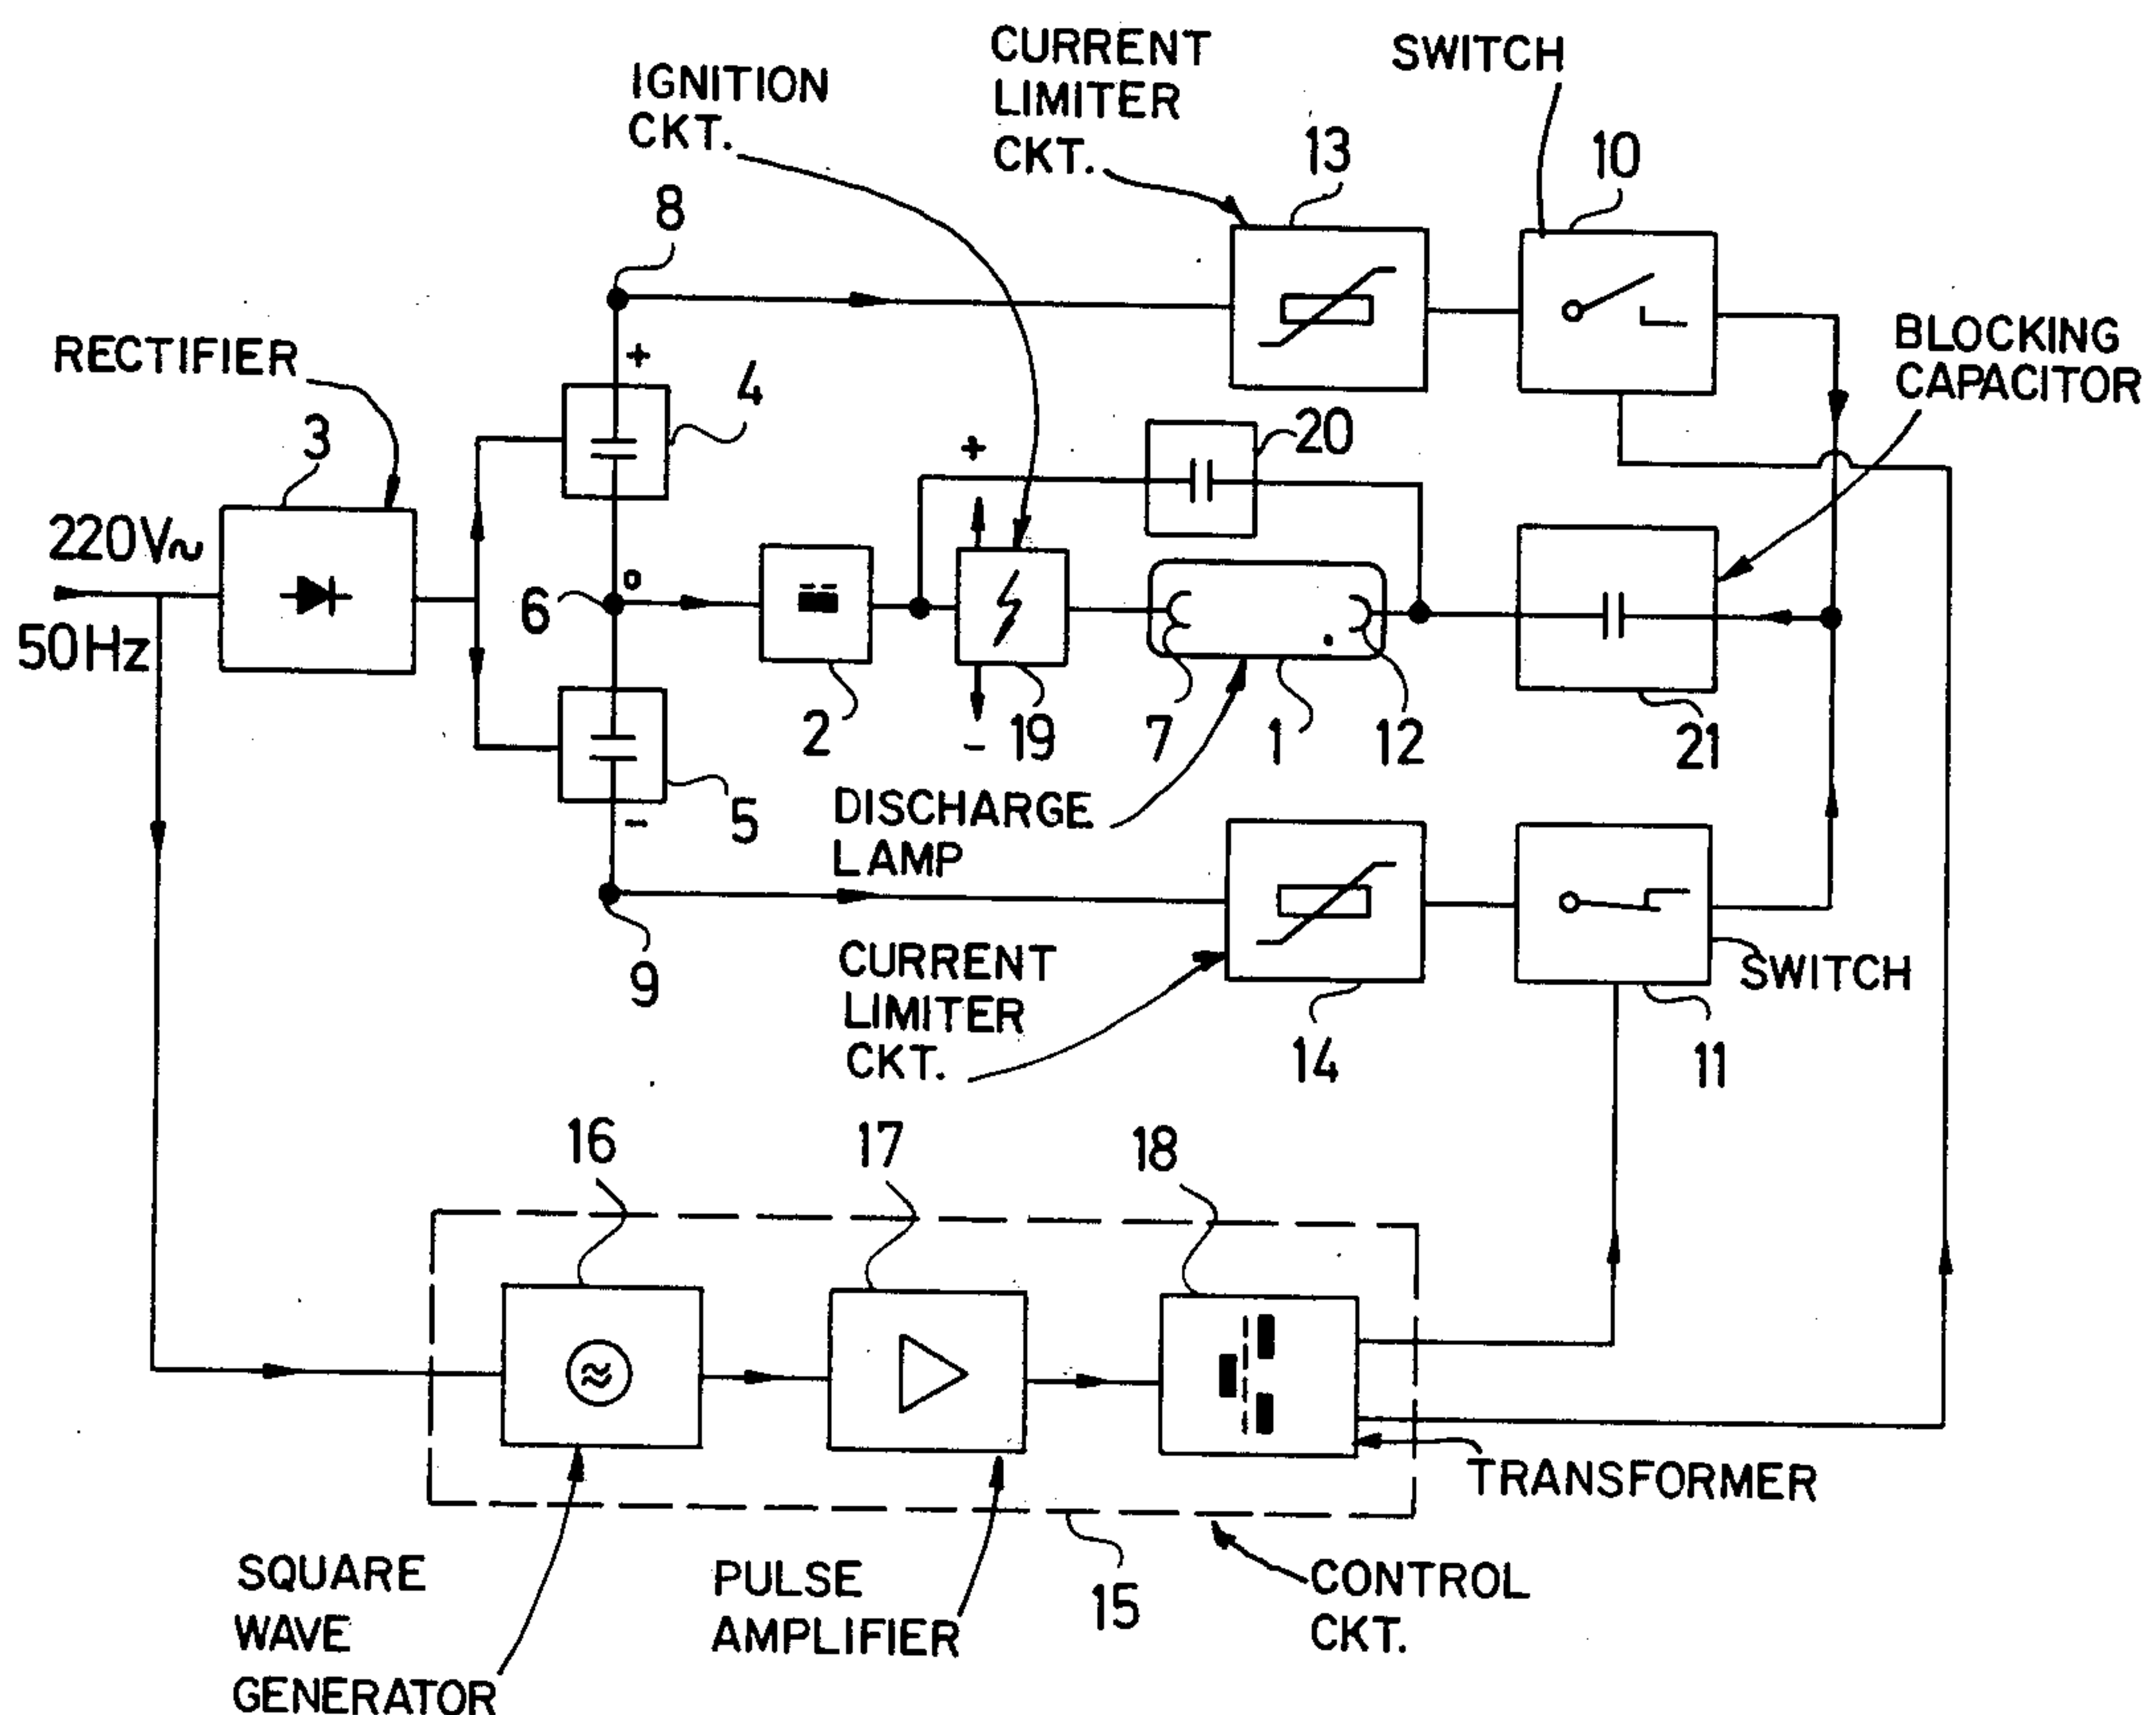 CURRENT
LIMITER
CKT.
SWITCH
IGNITION
CKT.
13
10
8
RECTIFIER
3
+
4
+
20
BLOCKING
CAPACITOR
220V~
50Hz
6
o
2
-
19
7
1
12
21
-
5
DISCHARGE
LAMP
9
CURRENT
LIMITER
CKT.
14
SWITCH
11
16
17
18
TRANSFORMER
SQUARE
WAVE
GENERATOR
PULSE
AMPLIFIER
15
CONTROL
CKT.